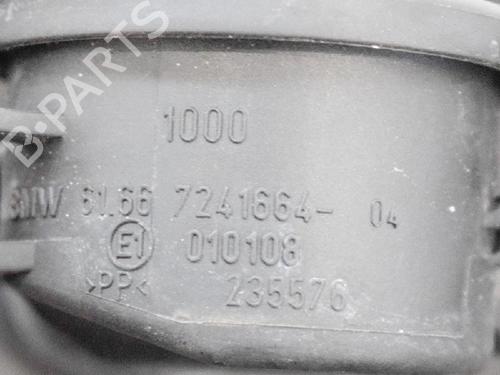 B-PARTS
1000
BMW 61.66 7241664- 04
E1 010108
>PP< 235576